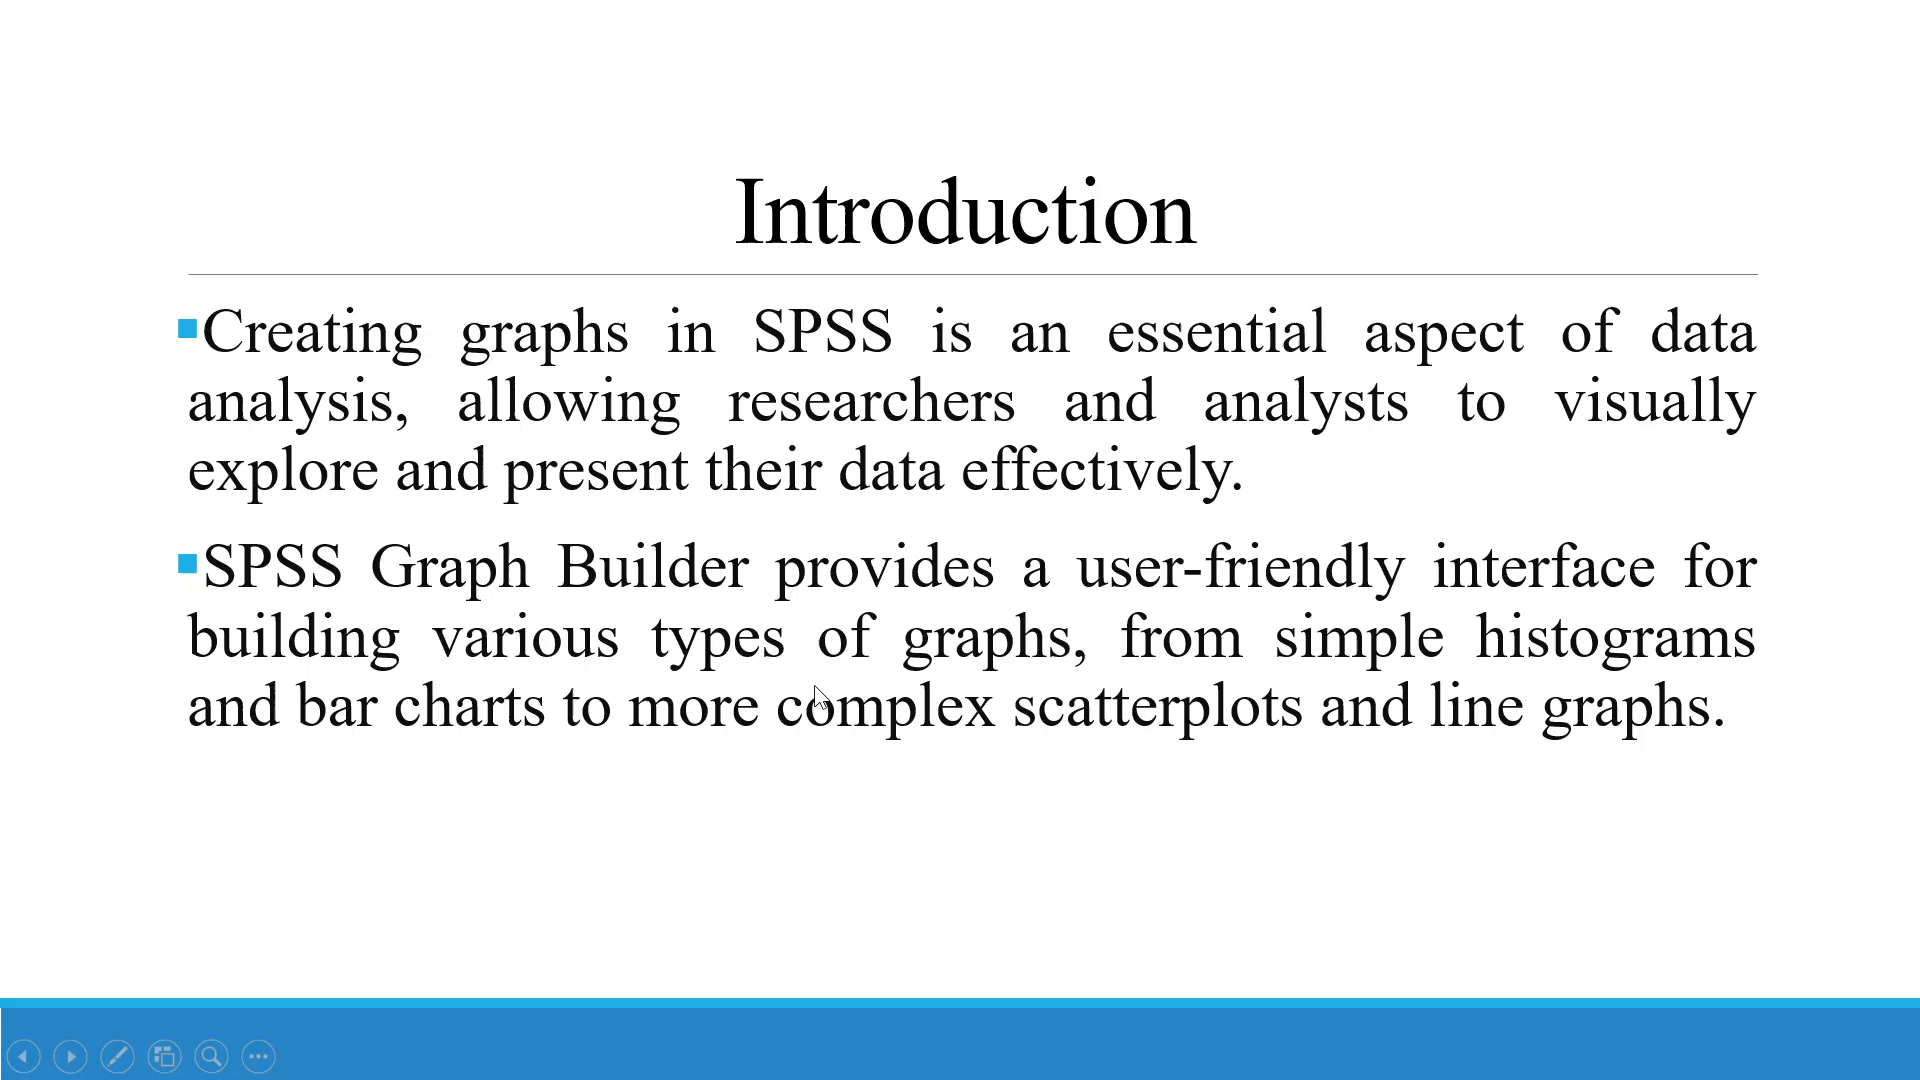 Introduction
▪Creating graphs in SPSS is an essential aspect of data
analysis, allowing researchers and analysts to visually
explore and present their data effectively.
▪SPSS Graph Builder provides a user-friendly interface for
building various types of graphs, from simple histograms
and bar charts to more complex scatterplots and line graphs.